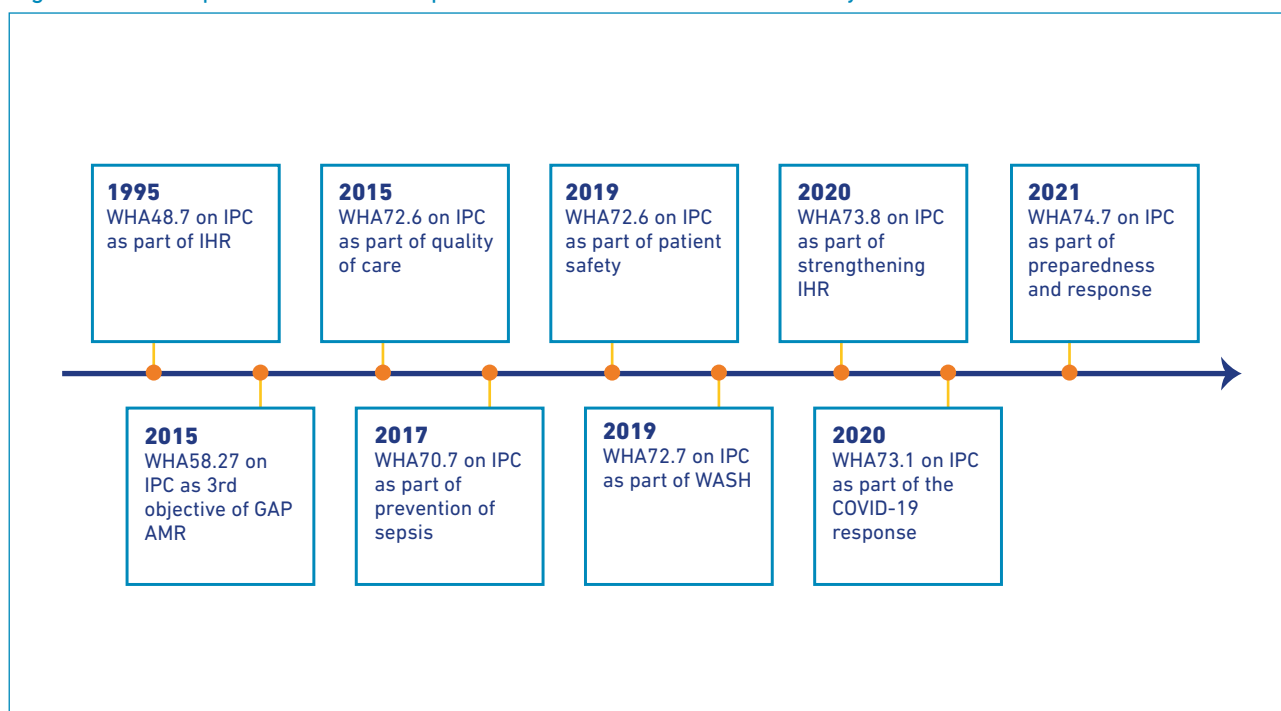 1995
WHA48.7 on IPC
as part of IHR
2015
WHA58.27 on
IPC as 3rd
objective of GAP
AMR
2015
WHA72.6 on IPC
as part of quality
of care
2017
WHA70.7 on IPC
as part of
prevention of
sepsis
2019
WHA72.6 on IPC
as part of patient
safety
2019
WHA72.7 on IPC
as part of WASH
2020
WHA73.8 on IPC
as part of
strengthening
IHR
2020
WHA73.1 on IPC
as part of the
COVID-19
response
2021
WHA74.7 on IPC
as part of
preparedness
and response